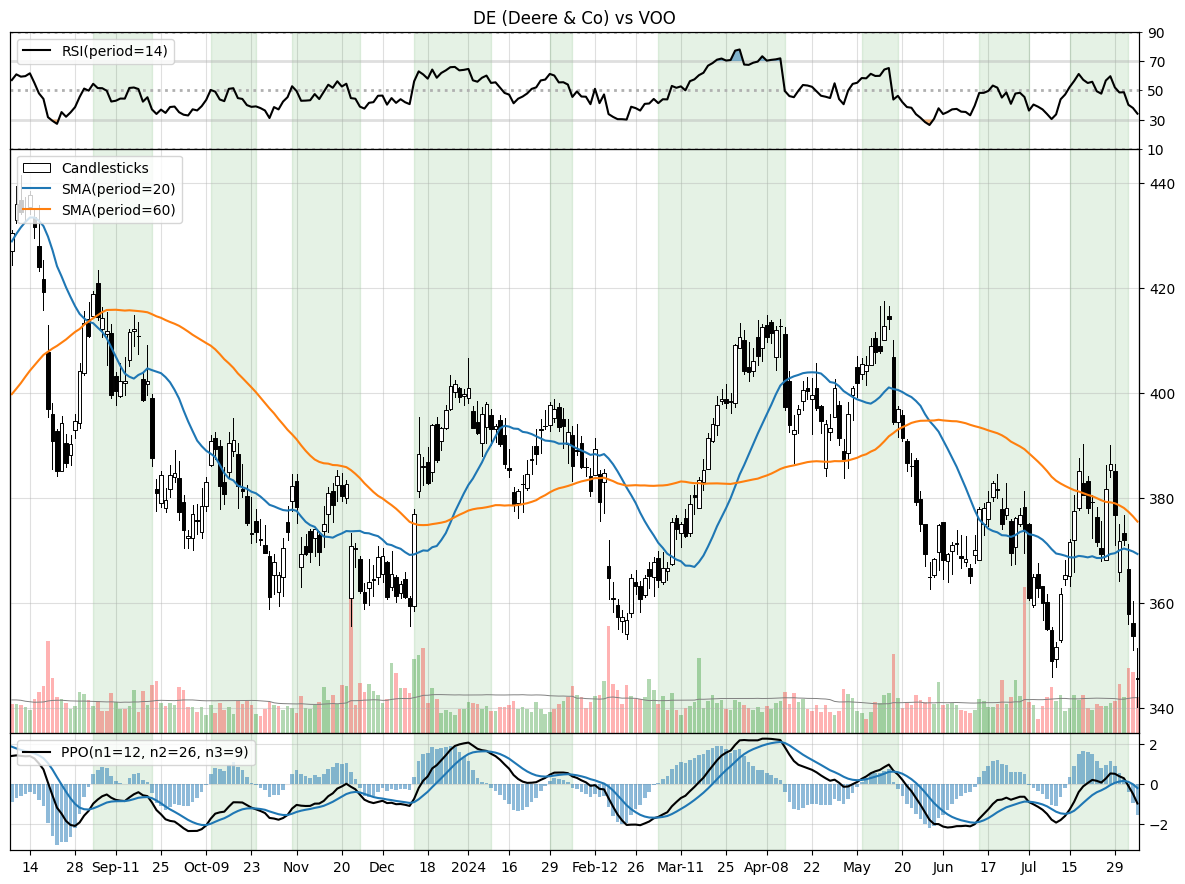 DE (Deere & Co) vs VOO
RSI(period=14)
90
70
50
30
10
Candlesticks
SMA(period=20)
SMA(period=60)
440
420
400
380
360
340
PPO(n1=12, n2=26, n3=9)
2
0
−2
14 28 Sep-11 25 Oct-09 23 Nov 20 Dec 18 2024 16 29 Feb-12 26 Mar-11 25 Apr-08 22 May 20 Jun 17 Jul 15 29